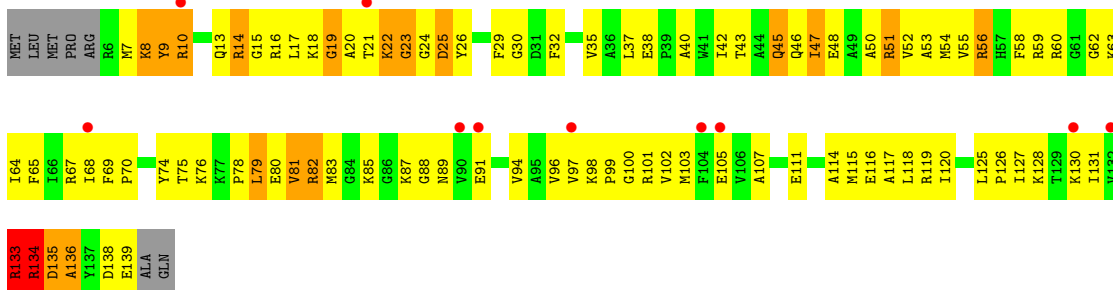 MET LEU MET PRO ARG R6 M7 K8 Y9 R10 Q13 R14 G15 R16 L17 K18 G19 A20 T21 K22 G23 G24 D25 Y26 F29 G30 D31 F32 V35 A36 L37 E38 P39 A40 W41 I42 T43 A44 Q45 Q46 I47 E48 A49 A50 R51 V52 A53 M54 V55 R56 H57 F58 R59 R60 G61 G62 K63
I64 F65 I66 R67 I68 F69 P70 Y74 T75 K76 K77 P78 L79 E80 V81 R82 M83 G84 K85 G86 K87 G88 N89 V90 E91 V94 A95 V96 V97 K98 P99 G100 R101 V102 M103 F104 E105 V106 A107 E111 A114 M115 E116 A117 L118 R119 I120 L125 P126 I127 K128 T129 K130 I131 V132
R133 R134 D135 A136 Y137 D138 E139 ALA GLN